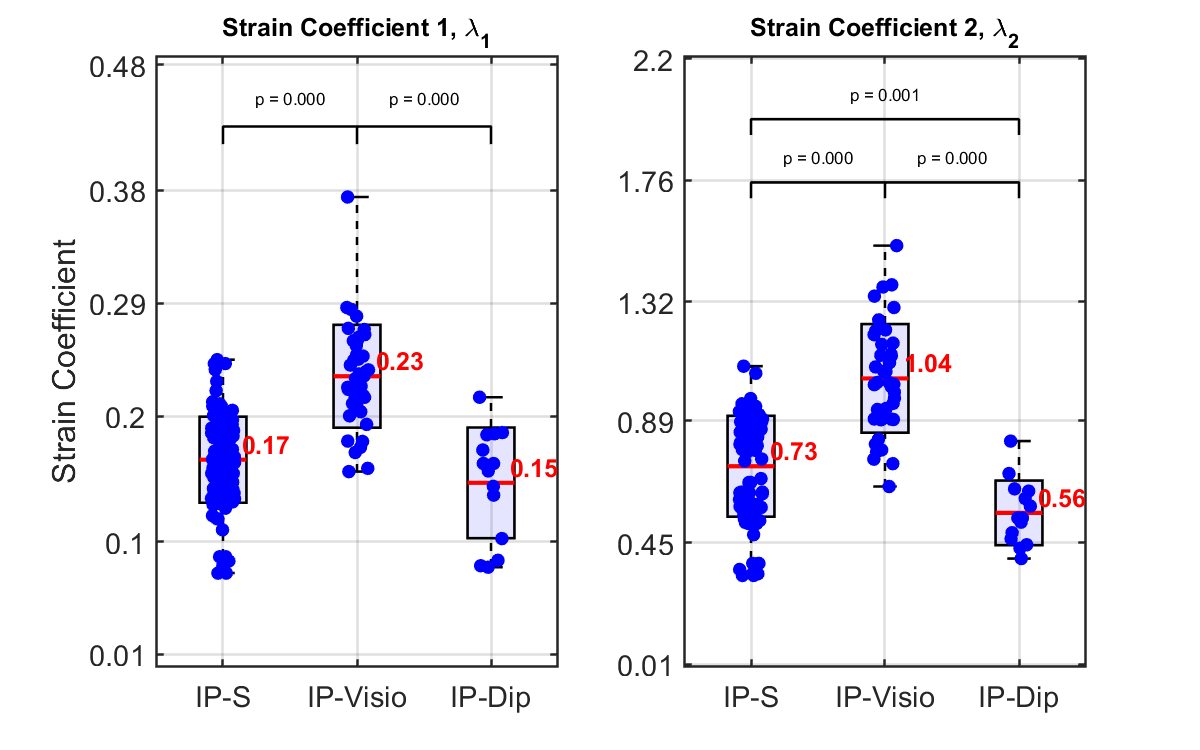 Strain Coefficient 1, λ1
Strain Coefficient
0.48
0.38
0.29
0.2
0.1
0.01
p = 0.000
p = 0.000
0.17
0.23
0.15
IP-S
IP-Visio
IP-Dip
Strain Coefficient 2, λ2
2.2
1.76
1.32
0.89
0.45
0.01
p = 0.001
p = 0.000
p = 0.000
0.73
1.04
0.56
IP-S
IP-Visio
IP-Dip